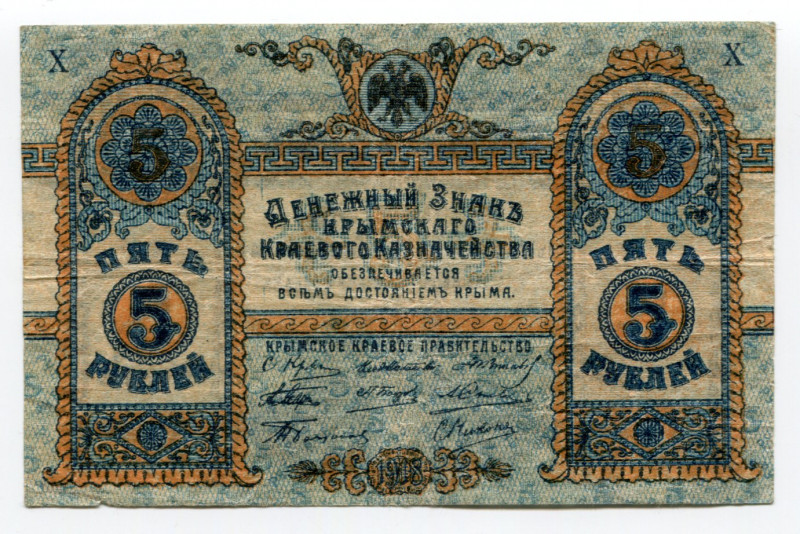 X X
5 5
ДЕНЕЖНЫЙ ЗНАКЪ
КРЫМСКАГО
КРАЕВОГО КАЗНАЧЕЙСТВА
ОБЕЗПЕЧИВАЕТСЯ
ВСѢМЪ ДОСТОЯНІЕМЪ КРЫМА.
ПЯТЬ
5
РУБЛЕЙ
ПЯТЬ
5
РУБЛЕЙ
КРЫМСКОЕ КРАЕВОЕ ПРАВИТЕЛЬСТВО
1918